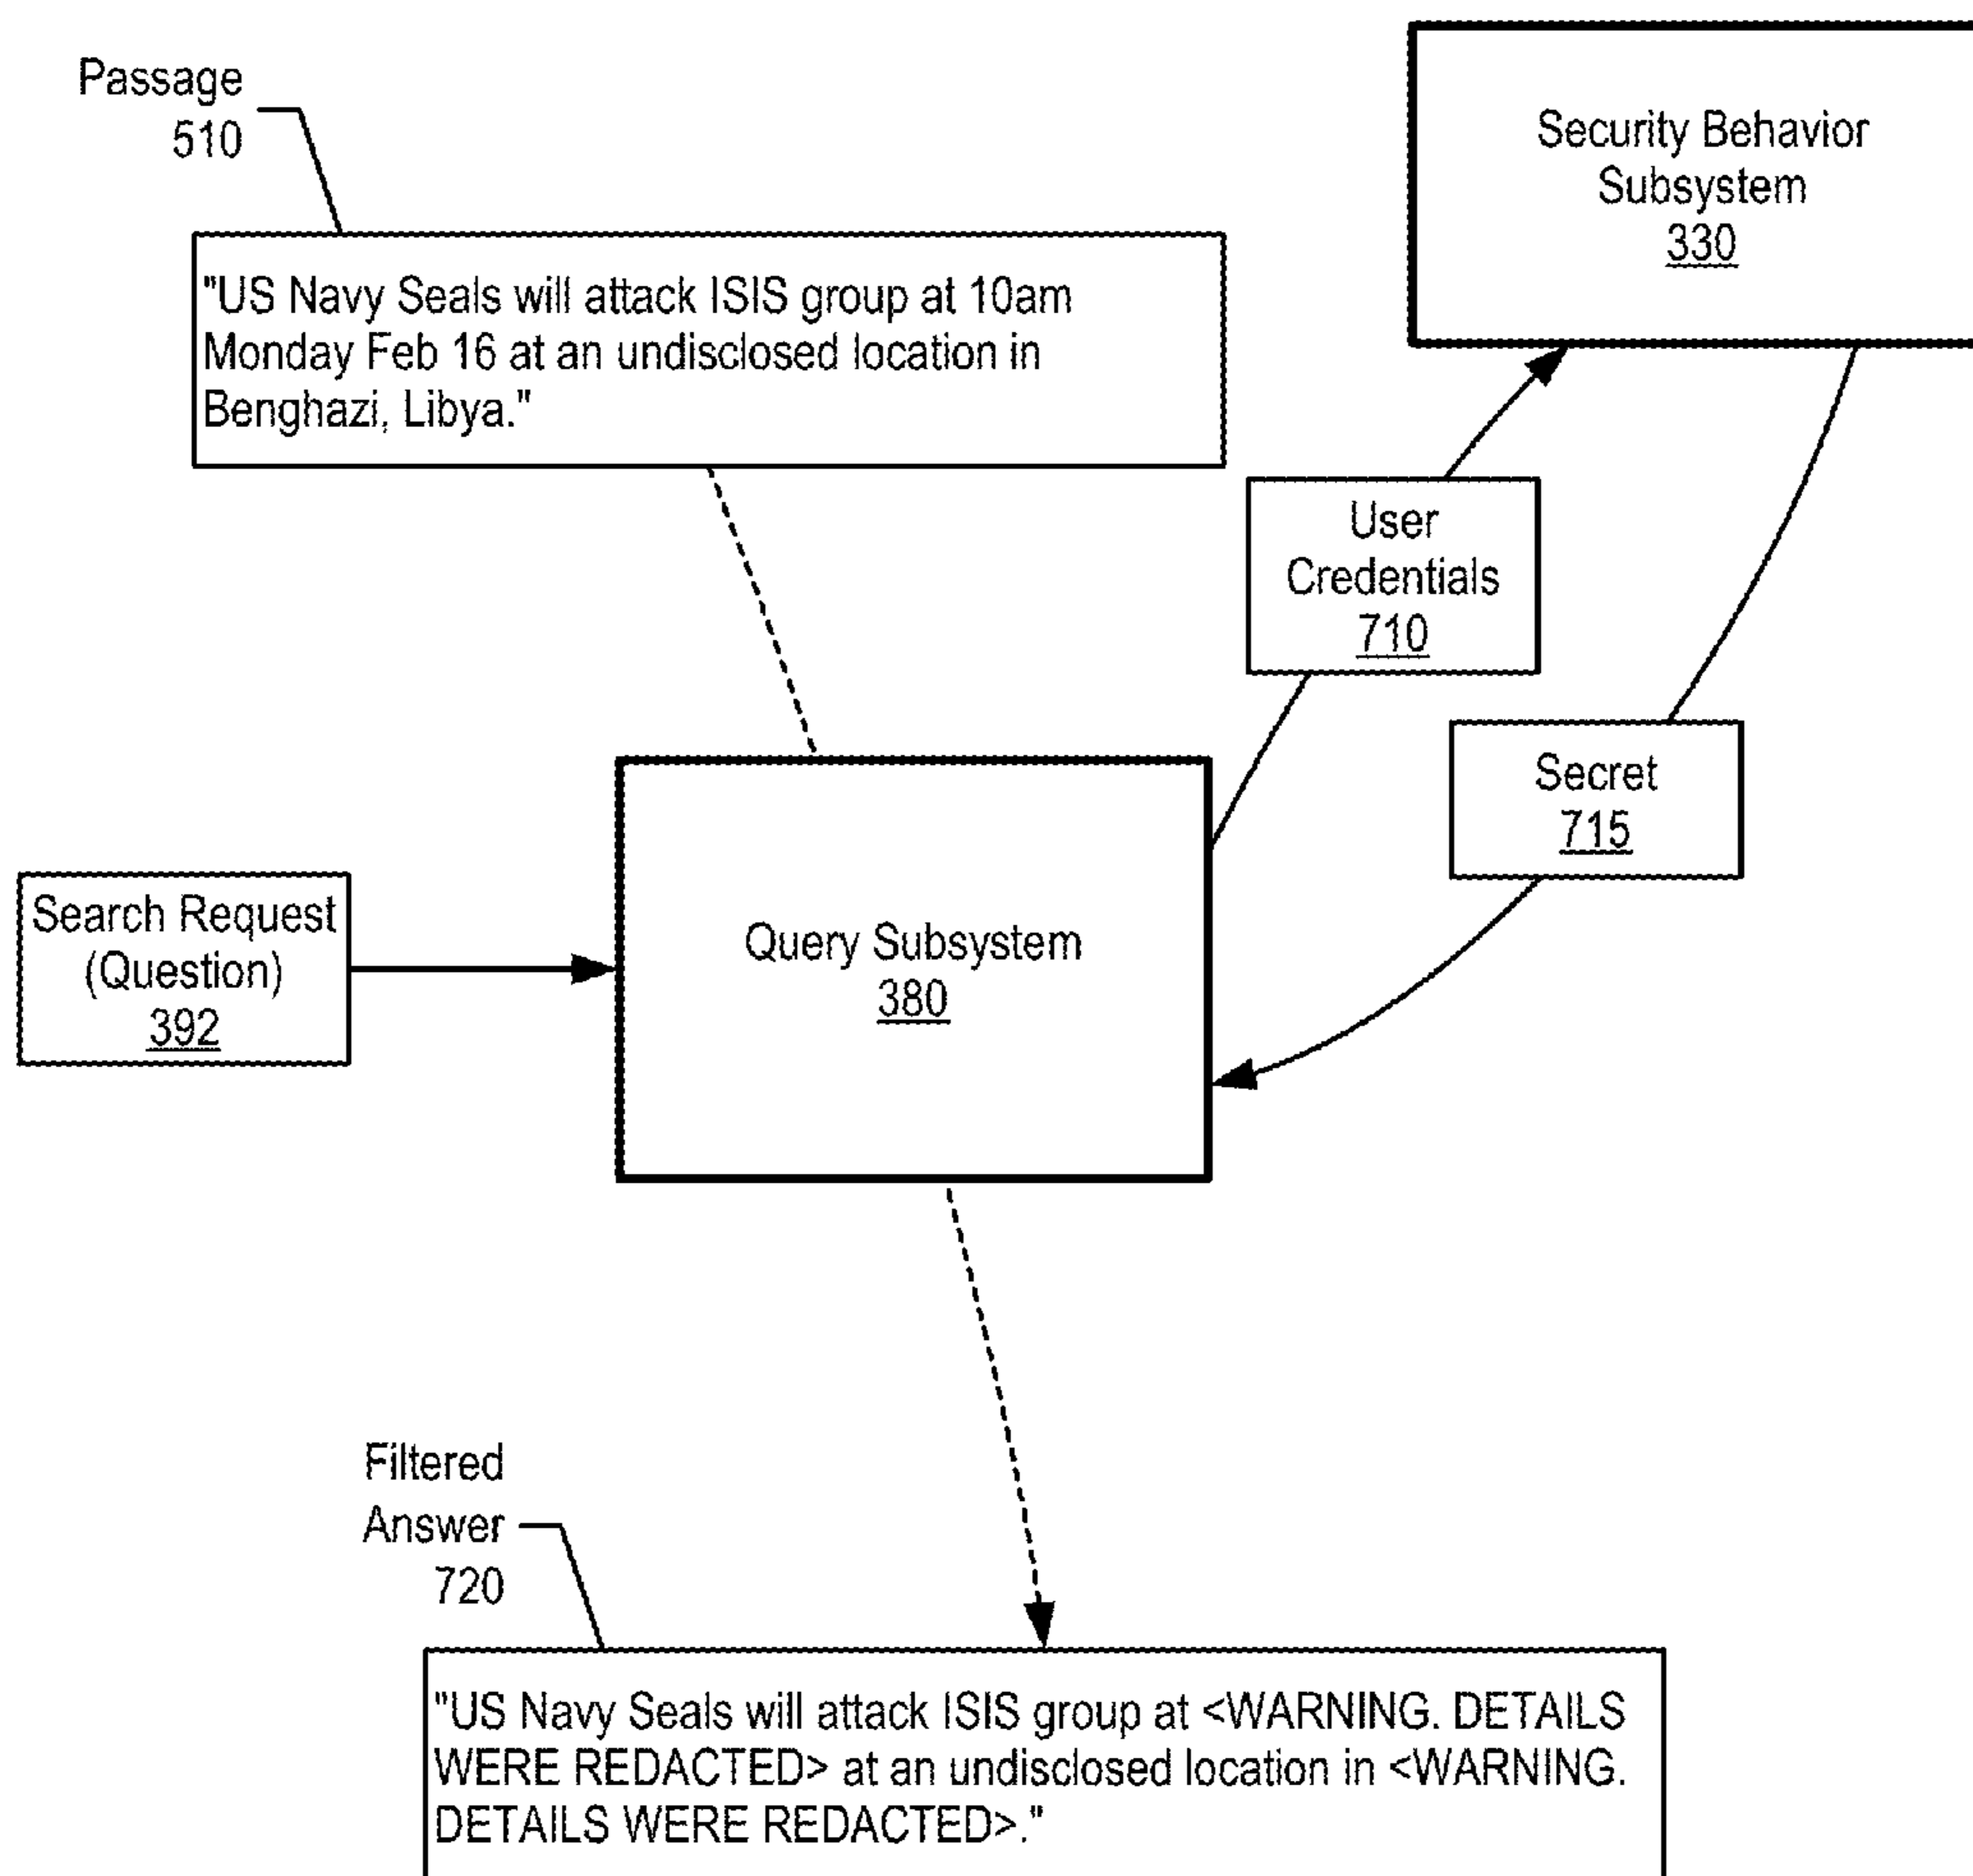 Passage
510
Security Behavior
Subsystem
330
"US Navy Seals will attack ISIS group at 10am
Monday Feb 16 at an undisclosed location in
Benghazi, Libya."
User
Credentials
710
Secret
715
Search Request
(Question)
392
Query Subsystem
380
Filtered
Answer
720
"US Navy Seals will attack ISIS group at <WARNING. DETAILS
WERE REDACTED> at an undisclosed location in <WARNING.
DETAILS WERE REDACTED>."